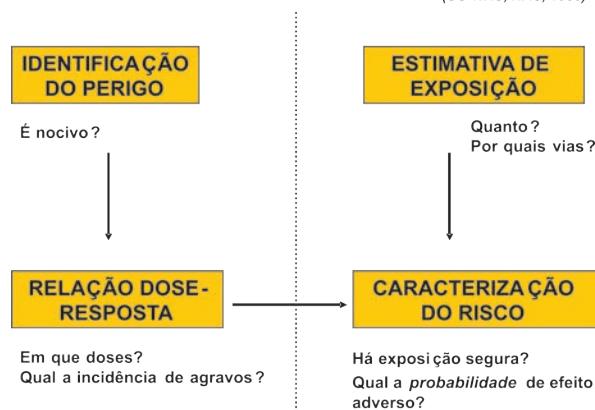 IDENTIFICAÇÃO
DO PERIGO
É nocivo?
ESTIMATIVA DE
EXPOSIÇÃO
Quanto?
Por quais vias?
RELAÇÃO DOSE-
RESPOSTA
Em que doses?
Qual a incidência de agravos?
CARACTERIZAÇÃO
DO RISCO
Há exposição segura?
Qual a probabilidade de efeito
adverso?